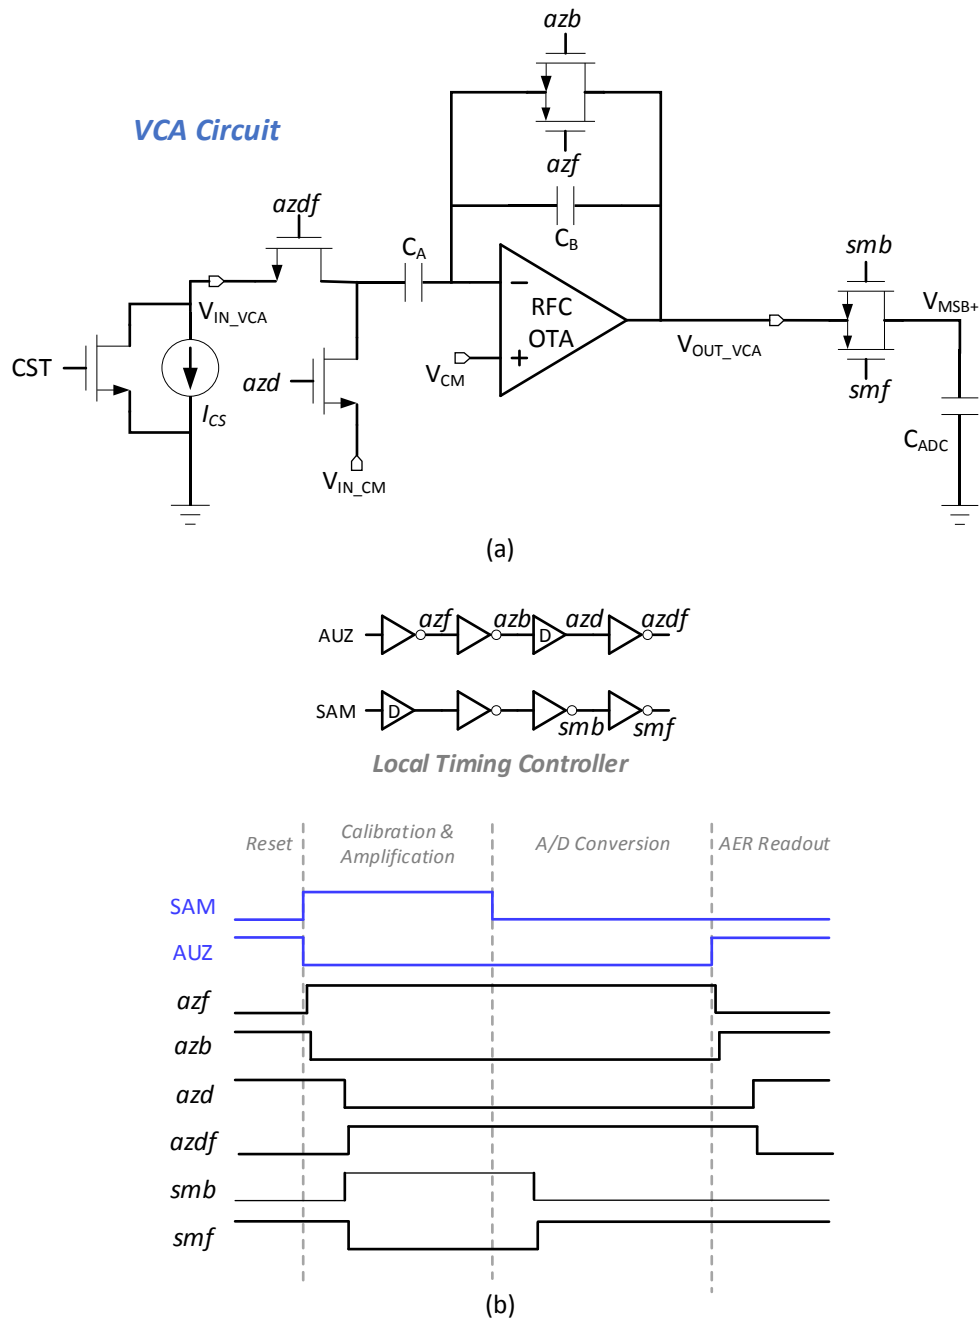 azb
VCA Circuit
azf
azdf
C_A
C_B
smb
V_MSB+
V_IN_VCA
RFC
OTA
−
+
V_OUT_VCA
CST
azd
V_CM
smf
I_CS
C_ADC
V_IN_CM
(a)
AUZ azf azb D azd azdf
SAM D smb smf
Local Timing Controller
Reset
Calibration &
Amplification
A/D Conversion
AER Readout
SAM
AUZ
azf
azb
azd
azdf
smb
smf
(b)